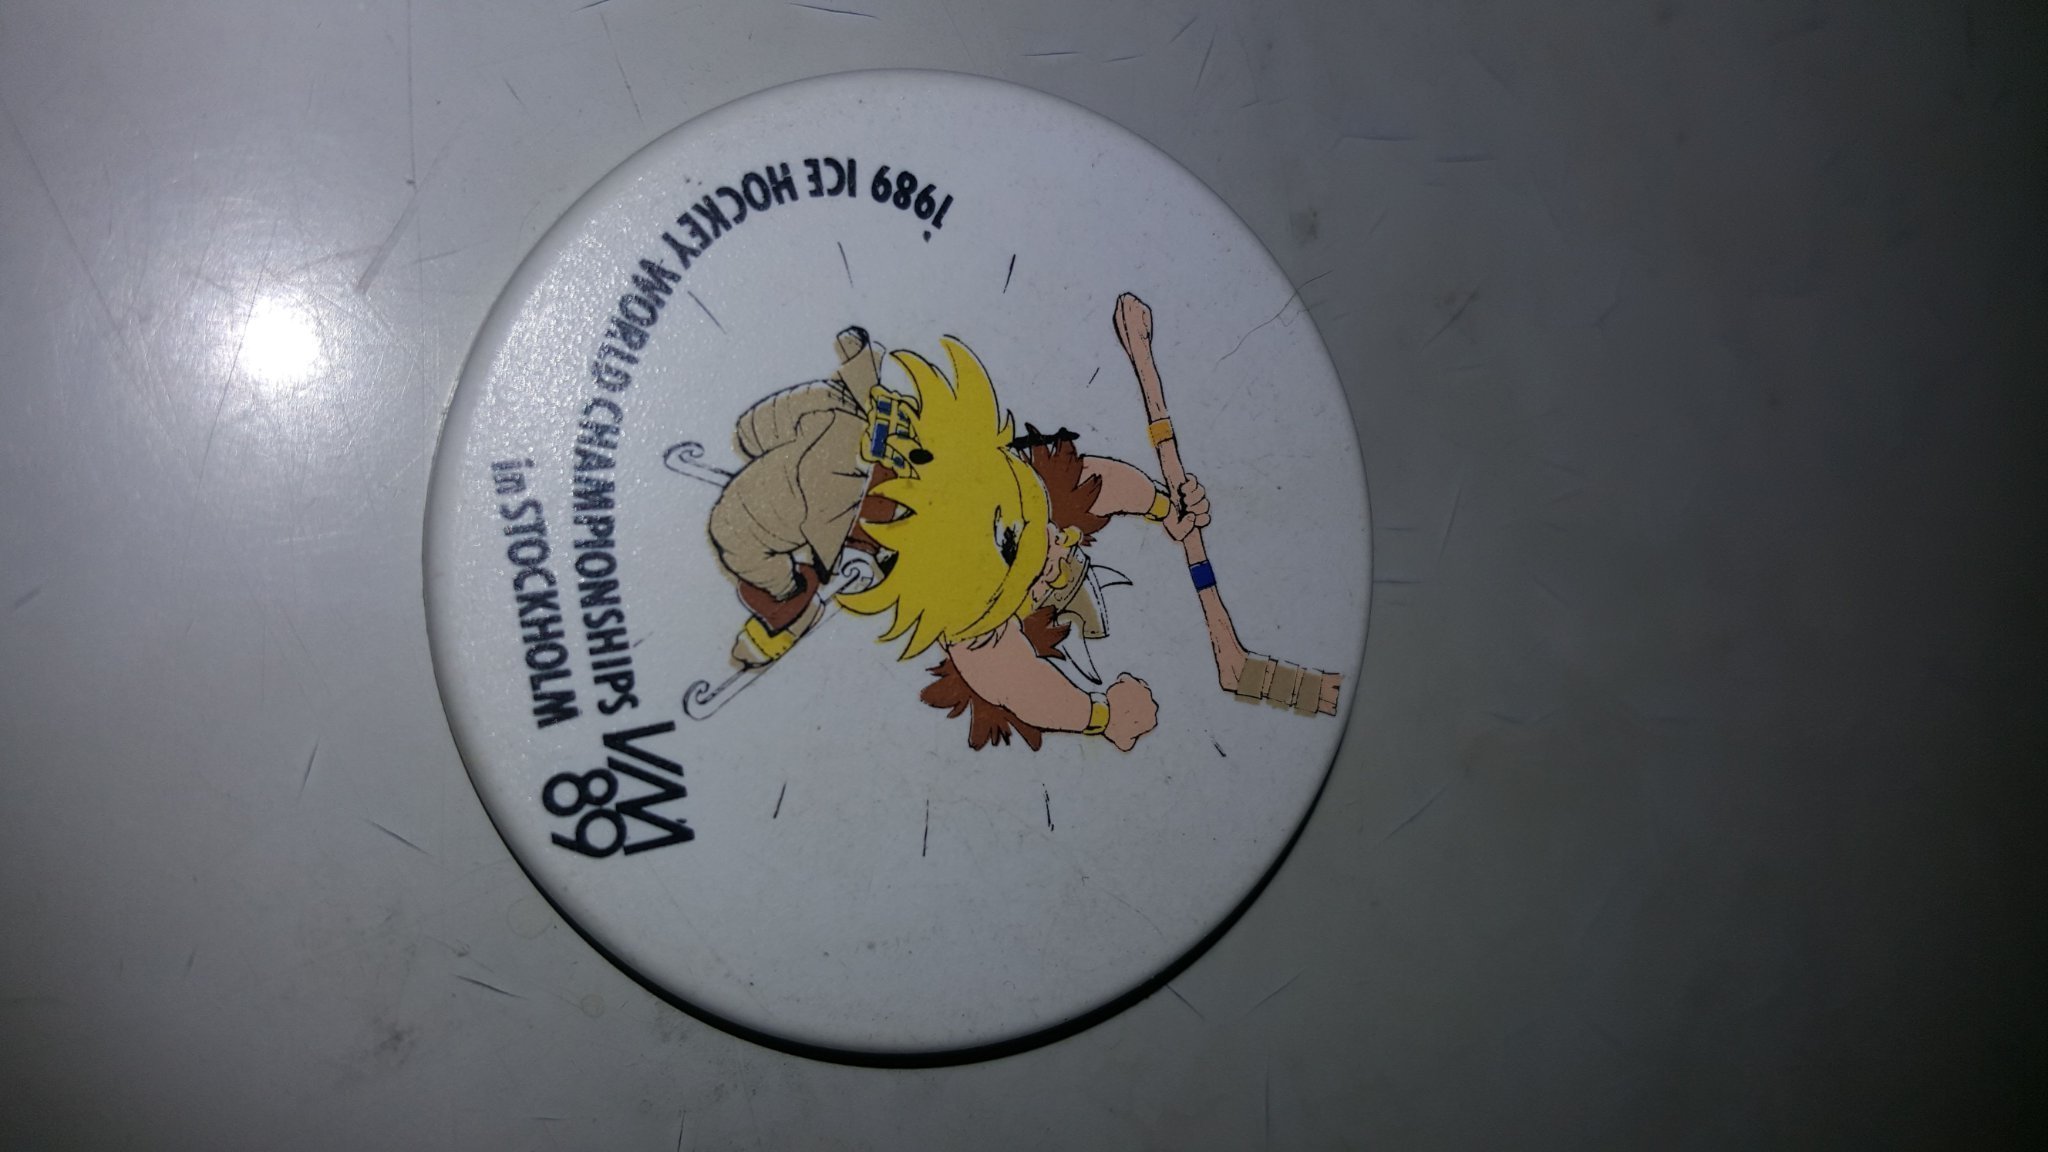 1989 ICE HOCKEY WORLD CHAMPIONSHIPS
in STOCKHOLM
VM
89